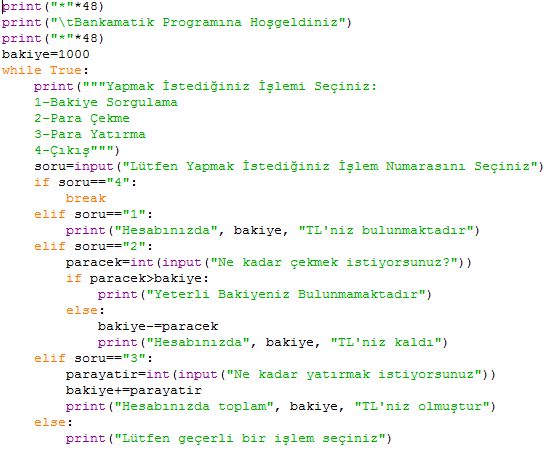 print("*"*48)
print("\tBankamatik Programına Hoşgeldiniz")
print("*"*48)
bakiye=1000
while True:
    print("""Yapmak İstediğiniz İşlemi Seçiniz:
    1-Bakiye Sorgulama
    2-Para Çekme
    3-Para Yatırma
    4-Çıkış""")
    soru=input("Lütfen Yapmak İstediğiniz İşlem Numarasını Seçiniz")
    if soru=="4":
        break
    elif soru=="1":
        print("Hesabınızda", bakiye, "TL'niz bulunmaktadır")
    elif soru=="2":
        paracek=int(input("Ne kadar çekmek istiyorsunuz?"))
        if paracek>bakiye:
            print("Yeterli Bakiyeniz Bulunmamaktadır")
        else:
            bakiye-=paracek
            print("Hesabınızda", bakiye, "TL'niz kaldı")
    elif soru=="3":
        parayatir=int(input("Ne kadar yatırmak istiyorsunuz"))
        bakiye+=parayatir
        print("Hesabınızda toplam", bakiye, "TL'niz olmuştur")
    else:
        print("Lütfen geçerli bir işlem seçiniz")